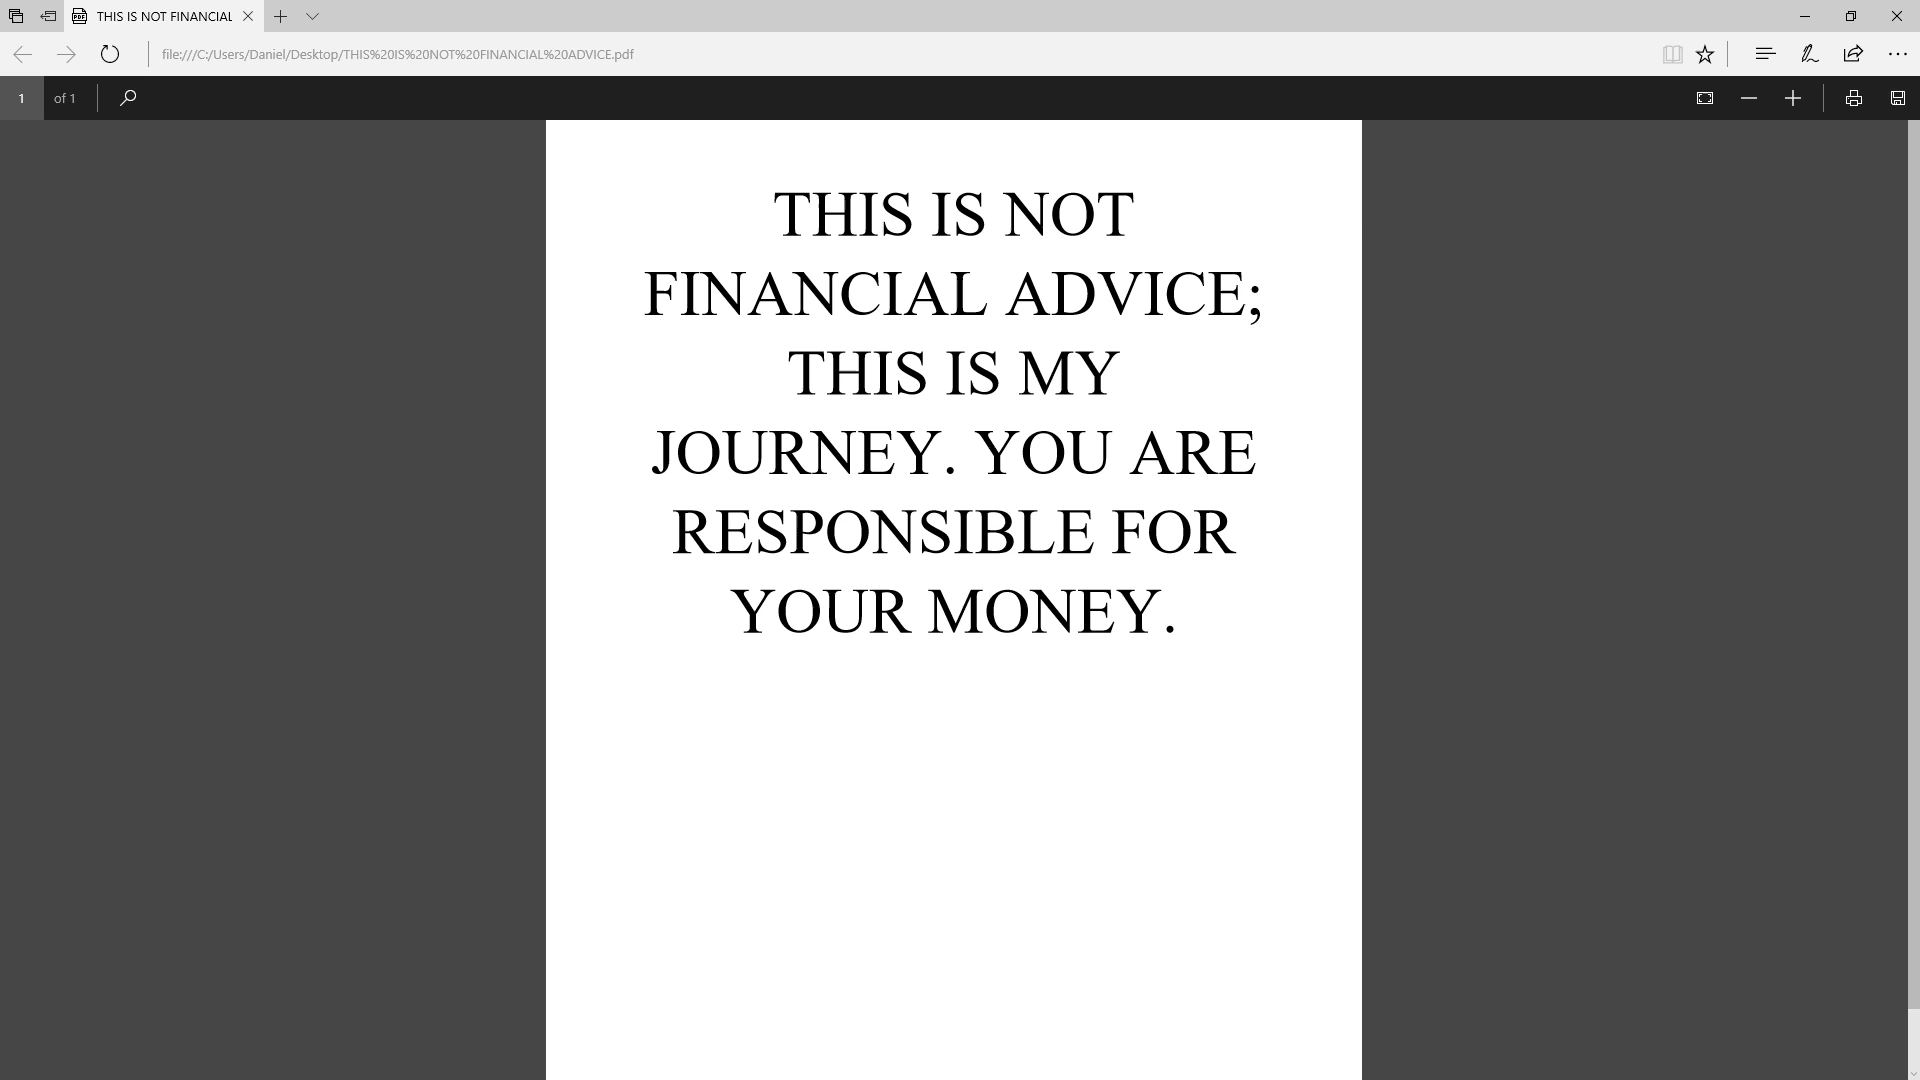 THIS IS NOT FINANCIAL
file:///C:/Users/Daniel/Desktop/THIS%20IS%20NOT%20FINANCIAL%20ADVICE.pdf
1 of 1
THIS IS NOT
FINANCIAL ADVICE;
THIS IS MY
JOURNEY. YOU ARE
RESPONSIBLE FOR
YOUR MONEY.